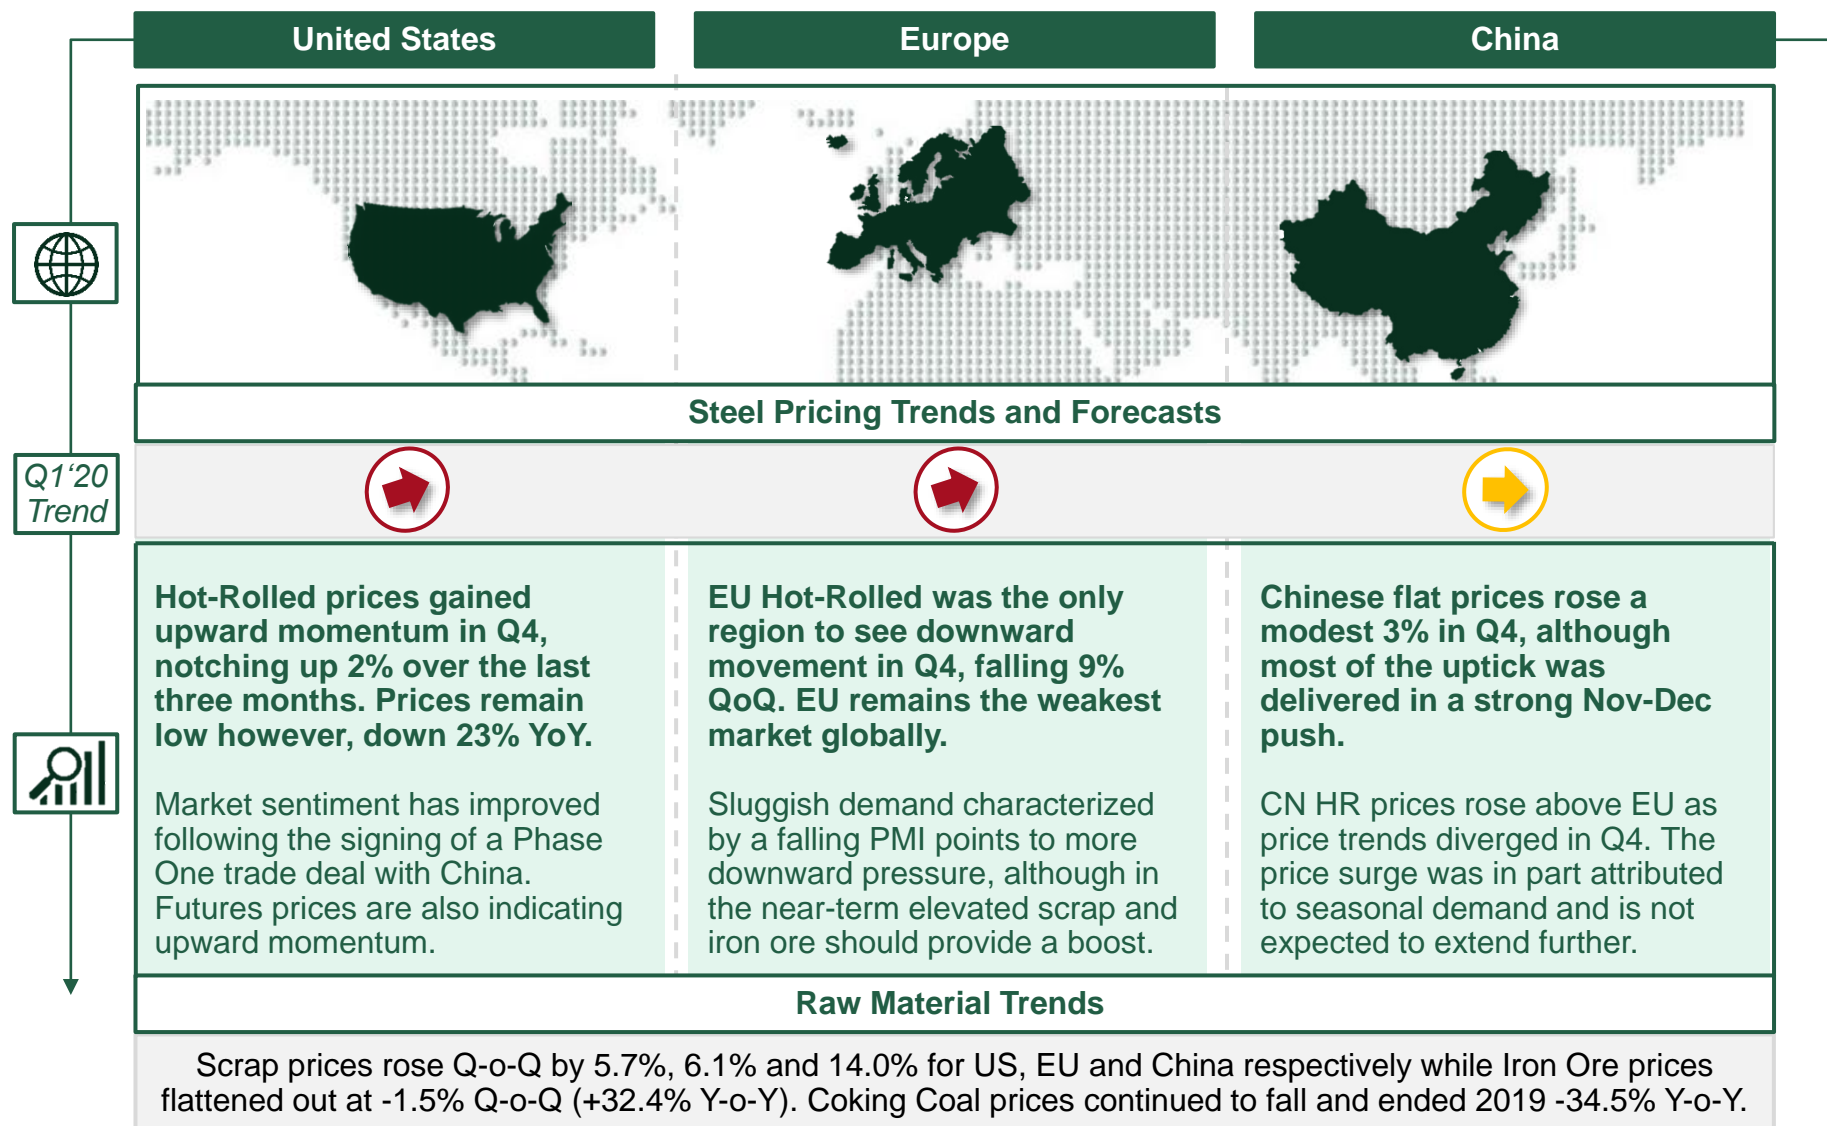 United States
Europe
China
Steel Pricing Trends and Forecasts
Q1‘20
Trend
Hot-Rolled prices gained
upward momentum in Q4,
notching up 2% over the last
three months. Prices remain
low however, down 23% YoY.
Market sentiment has improved
following the signing of a Phase
One trade deal with China.
Futures prices are also indicating
upward momentum.
EU Hot-Rolled was the only
region to see downward
movement in Q4, falling 9%
QoQ. EU remains the weakest
market globally.
Sluggish demand characterized
by a falling PMI points to more
downward pressure, although in
the near-term elevated scrap and
iron ore should provide a boost.
Chinese flat prices rose a
modest 3% in Q4, although
most of the uptick was
delivered in a strong Nov-Dec
push.
CN HR prices rose above EU as
price trends diverged in Q4. The
price surge was in part attributed
to seasonal demand and is not
expected to extend further.
Raw Material Trends
Scrap prices rose Q-o-Q by 5.7%, 6.1% and 14.0% for US, EU and China respectively while Iron Ore prices
flattened out at -1.5% Q-o-Q (+32.4% Y-o-Y). Coking Coal prices continued to fall and ended 2019 -34.5% Y-o-Y.